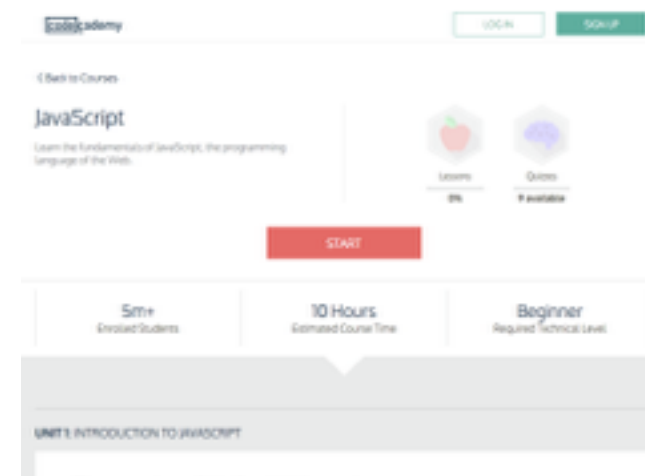 codecademy
LOG IN
SIGN UP
Back to Courses
JavaScript
Learn the fundamentals of JavaScript, the programming
language of the Web.
Lessons
Quizzes
0%
9 available
START
5m+
10 Hours
Beginner
Enrolled Students
Estimated Course Time
Required Technical Level
UNIT 1: INTRODUCTION TO JAVASCRIPT